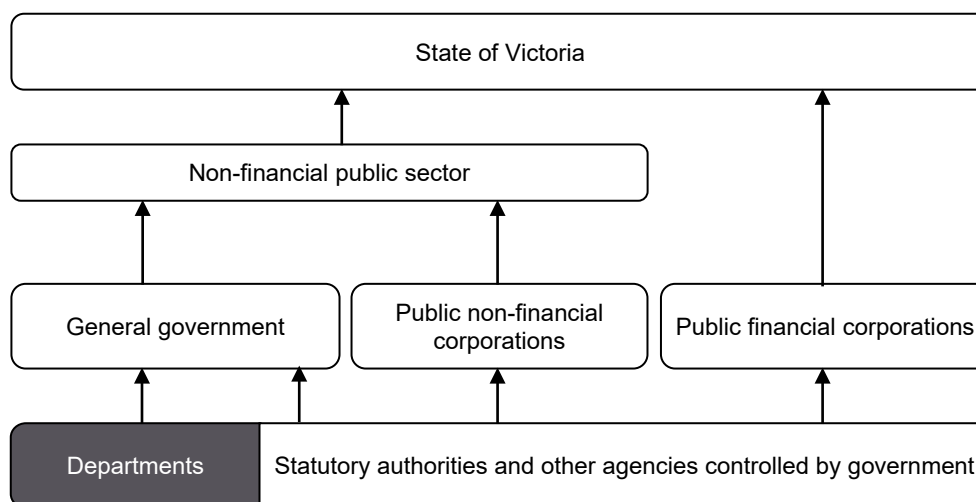 State of Victoria
Non-financial public sector
General government
Public non-financial
corporations
Public financial corporations
Departments
Statutory authorities and other agencies controlled by government